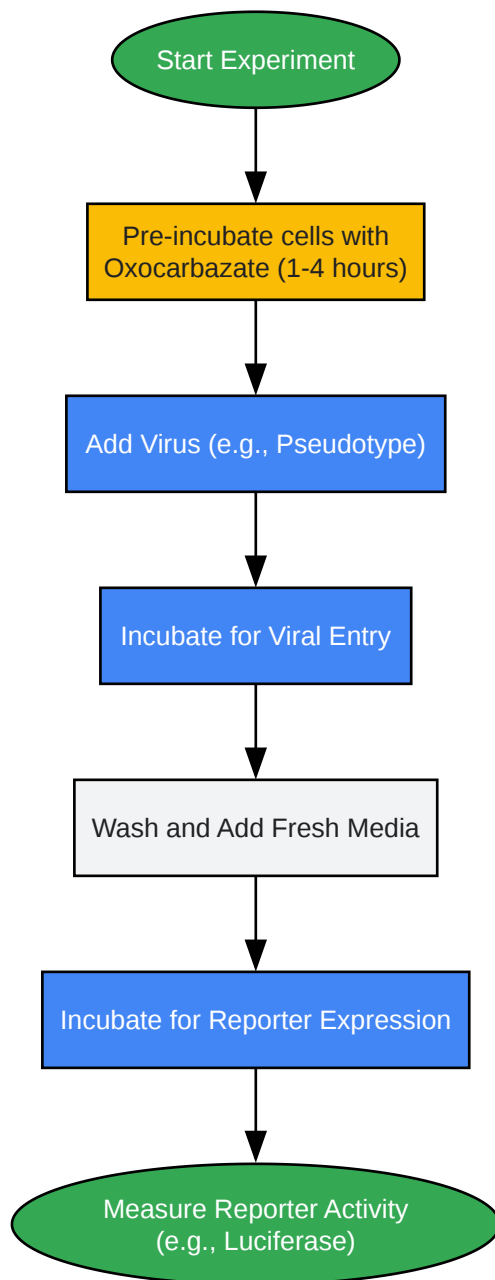 Start Experiment
Pre-incubate cells with
Oxocarbazate (1-4 hours)
Add Virus (e.g., Pseudotype)
Incubate for Viral Entry
Wash and Add Fresh Media
Incubate for Reporter Expression
Measure Reporter Activity
(e.g., Luciferase)